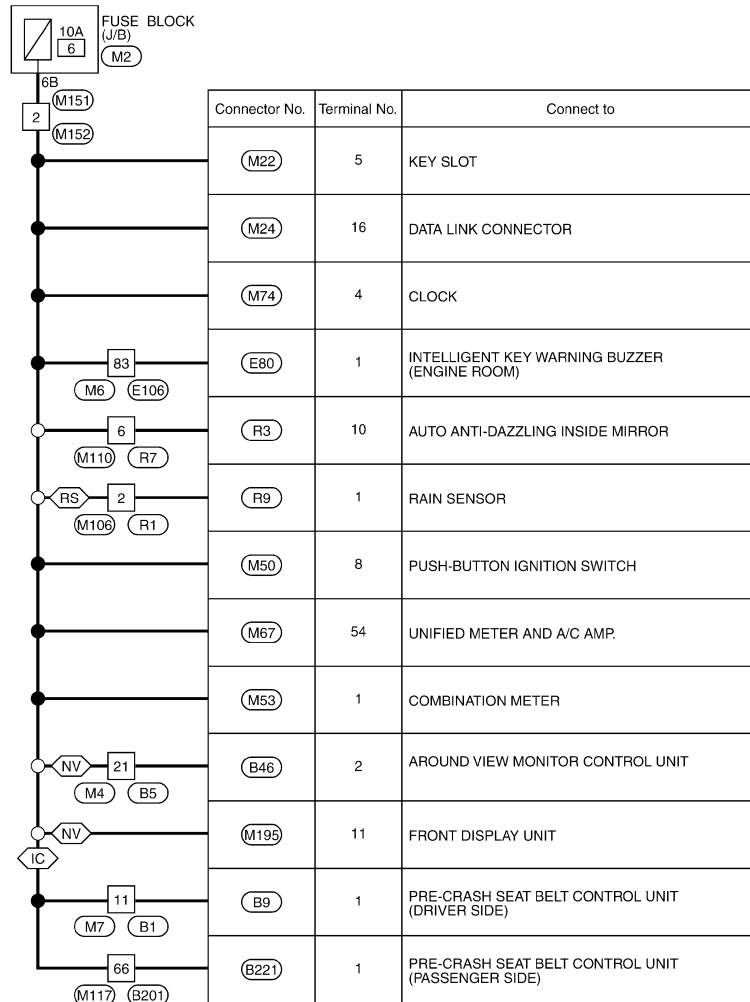 FUSE BLOCK
(J/B)
10A
6
M2
6B
M151
2
M152
Connector No. Terminal No. Connect to
M22 5 KEY SLOT
M24 16 DATA LINK CONNECTOR
M74 4 CLOCK
83
M6 E106
E80 1 INTELLIGENT KEY WARNING BUZZER
(ENGINE ROOM)
6
M110 R7
R3 10 AUTO ANTI-DAZZLING INSIDE MIRROR
RS 2
M106 R1
R9 1 RAIN SENSOR
M50 8 PUSH-BUTTON IGNITION SWITCH
M67 54 UNIFIED METER AND A/C AMP.
M53 1 COMBINATION METER
NV 21
M4 B5
B46 2 AROUND VIEW MONITOR CONTROL UNIT
NV
M195 11 FRONT DISPLAY UNIT
IC
11
M7 B1
B9 1 PRE-CRASH SEAT BELT CONTROL UNIT
(DRIVER SIDE)
66
M117 B201
B221 1 PRE-CRASH SEAT BELT CONTROL UNIT
(PASSENGER SIDE)